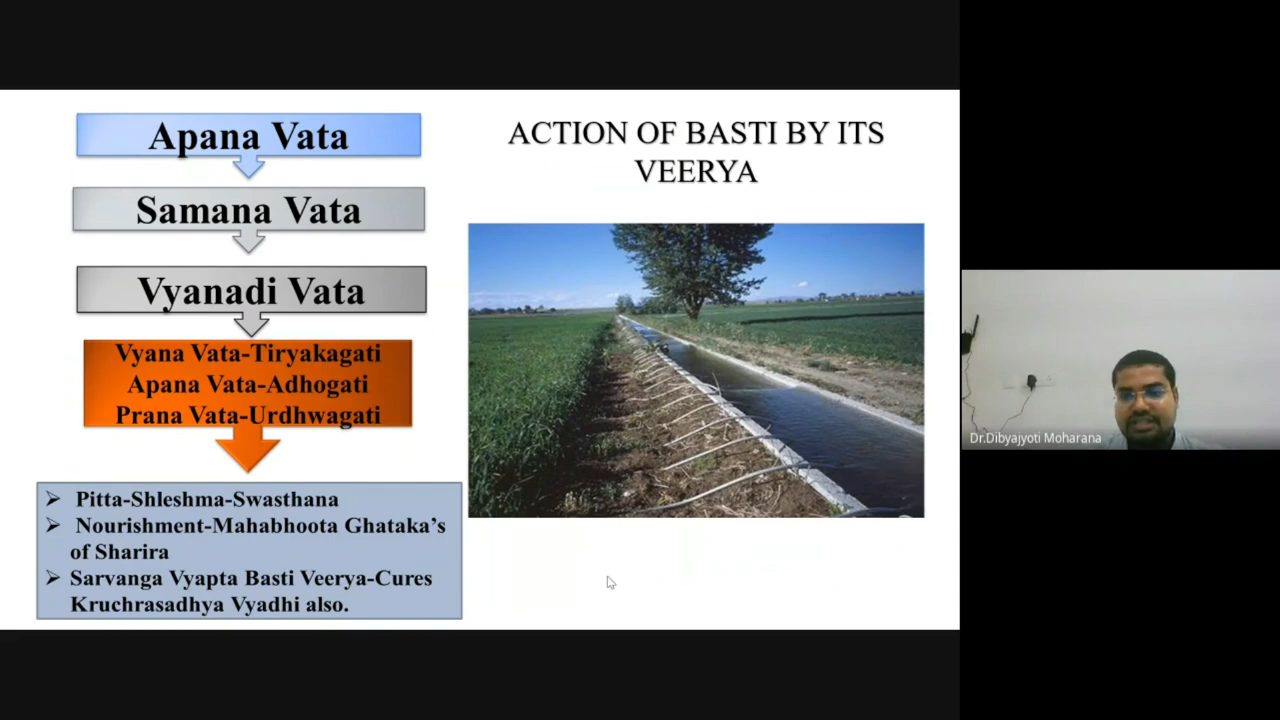 Apana Vata
Samana Vata
Vyanadi Vata
Vyana Vata-Tiryakagati
Apana Vata-Adhogati
Prana Vata-Urdhwagati
➢ Pitta-Shleshma-Swasthana
➢ Nourishment-Mahabhoota Ghataka's
of Sharira
➢ Sarvanga Vyapta Basti Veerya-Cures
Kruchrasadhya Vyadhi also.
ACTION OF BASTI BY ITS
VEERYA
Dr.Dibyajyoti Moharana